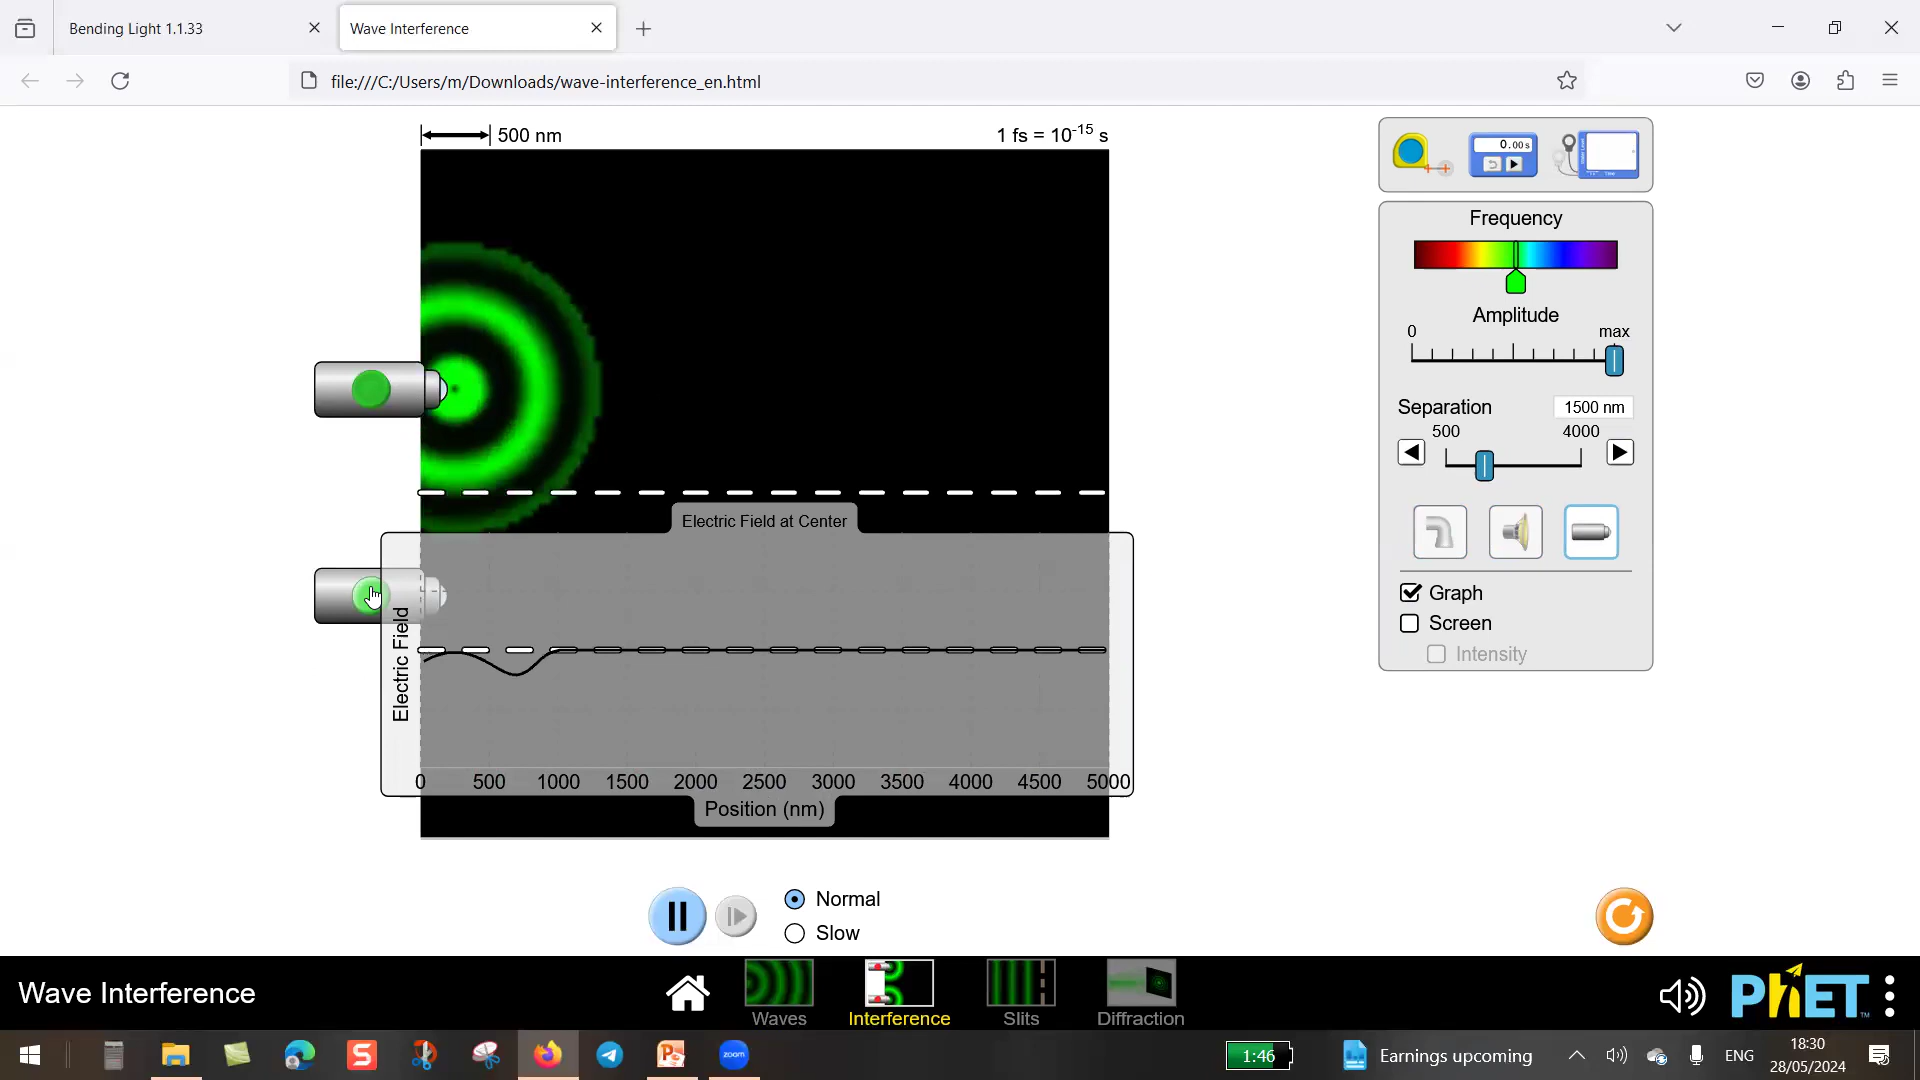 Bending Light 1.1.33
Wave Interference
file:///C:/Users/m/Downloads/wave-interference_en.html
500 nm
1 fs = 10⁻¹⁵ s
0.00s
Frequency
Amplitude
0 max
Separation 1500 nm
500 4000
Graph
Screen
Intensity
Electric Field at Center
Electric Field
0 500 1000 1500 2000 2500 3000 3500 4000 4500 5000
Position (nm)
Normal
Slow
Wave Interference
Waves
Interference
Slits
Diffraction
PhET
1:46
Earnings upcoming
ENG
18:30
28/05/2024
zoom
S
P